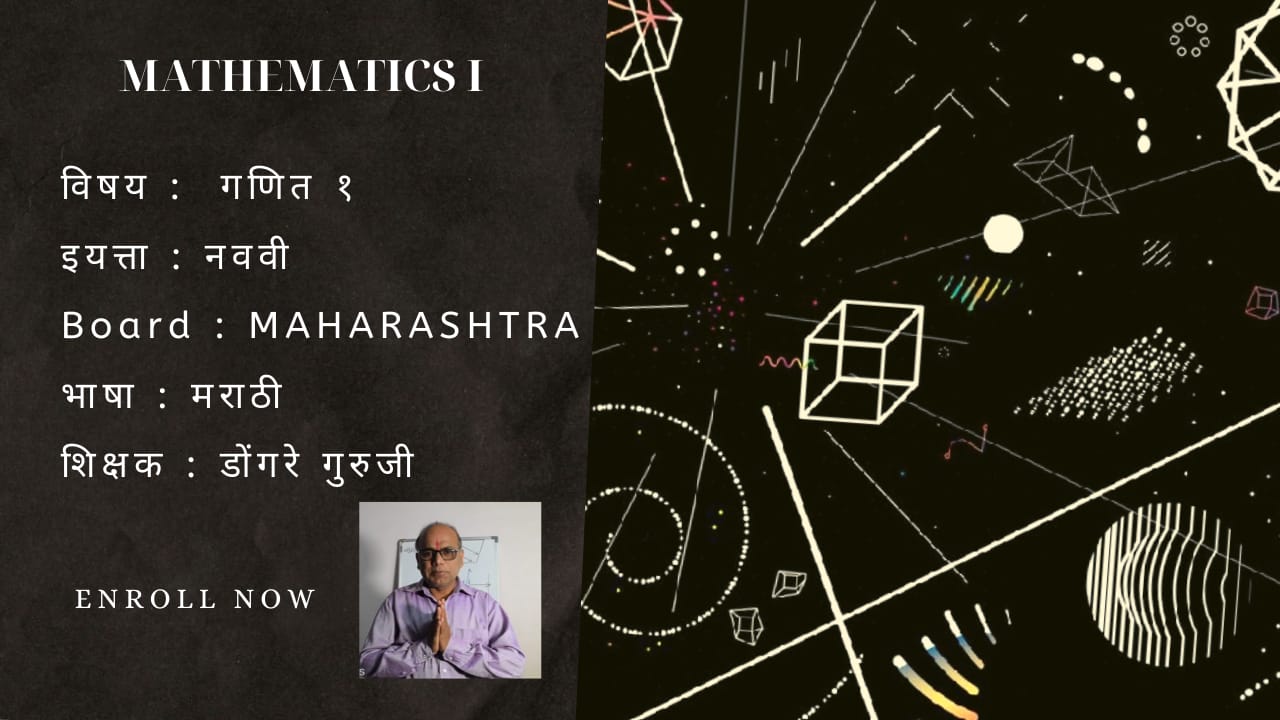 MATHEMATICS I
विषय : गणित १
इयत्ता : नववी
Board : MAHARASHTRA
भाषा : मराठी
शिक्षक : डोंगरे गुरुजी
ENROLL NOW
S